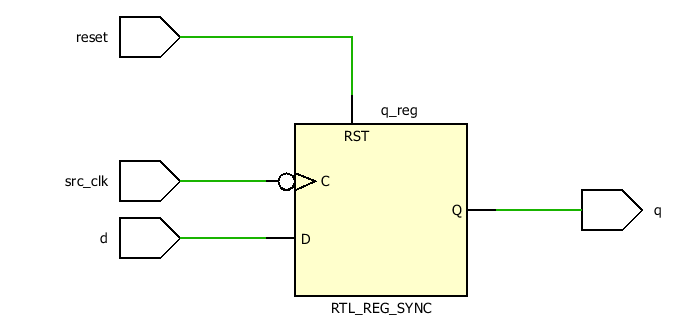 reset
q_reg
RST
src_clk
C
Q
q
d
D
RTL_REG_SYNC